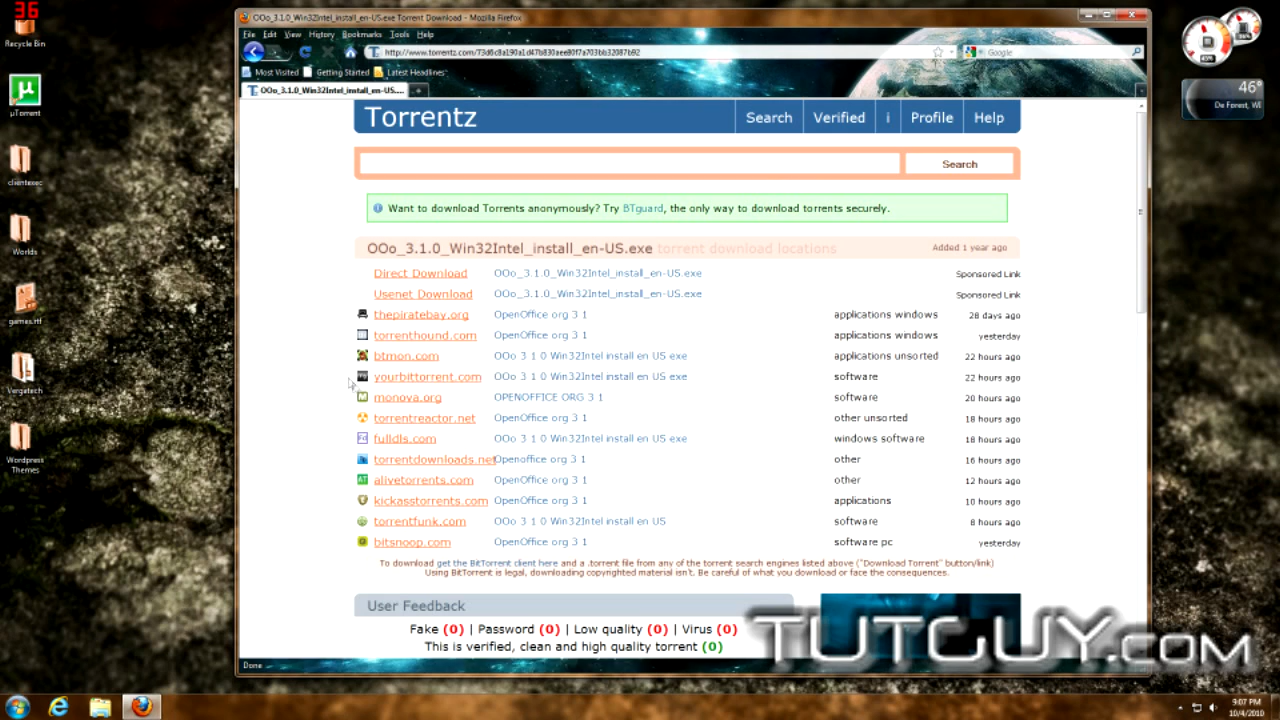 36
Recycle Bin
µTorrent
clientexec
Worlds
games.rtf
Vergetech
Wordpress Themes
OOo_3.1.0_Win32Intel_install_en-US.exe Torrent Download - Mozilla Firefox
File Edit View History Bookmarks Tools Help
Google
Most Visited Getting Started Latest Headlines
OOo_3.1.0_Win32Intel_install_en-US....
46°
De Forest, WI
Torrentz
Search Verified i Profile Help
Search
Want to download Torrents anonymously? Try BTguard, the only way to download torrents securely.
OOo_3.1.0_Win32Intel_install_en-US.exe torrent download locations Added 1 year ago
Direct Download OOo_3.1.0_Win32Intel_install_en-US.exe Sponsored Link
Usenet Download OOo_3.1.0_Win32Intel_install_en-US.exe Sponsored Link
thepiratebay.org OpenOffice org 3 1 applications windows 28 days ago
torrenthound.com OpenOffice org 3 1 applications windows yesterday
btmon.com OOo 3 1 0 Win32Intel install en US exe applications unsorted 22 hours ago
yourbittorrent.com OOo 3 1 0 Win32Intel install en US exe software 22 hours ago
monova.org OPENOFFICE ORG 3 1 software 20 hours ago
torrentreactor.net OpenOffice org 3 1 other unsorted 18 hours ago
fulldls.com OOo 3 1 0 Win32Intel install en US exe windows software 18 hours ago
torrentdownloads.net Openoffice org 3 1 other 16 hours ago
alivetorrents.com OpenOffice org 3 1 other 12 hours ago
kickasstorrents.com OpenOffice org 3 1 applications 10 hours ago
torrentfunk.com OOo 3 1 0 Win32Intel install en US software 8 hours ago
bitsnoop.com OpenOffice org 3 1 software pc yesterday
To download get the BitTorrent client here and a .torrent file from any of the torrent search engines listed above ("Download Torrent" button/link)
Using BitTorrent is legal, downloading copyrighted material isn't. Be careful of what you download or face the consequences.
User Feedback
Fake (0) | Password (0) | Low quality (0) | Virus (0)
This is verified, clean and high quality torrent (0)
TUTGUY.COM
Done
9:07 PM
10/4/2010